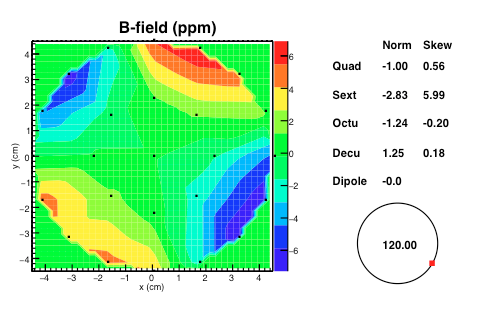 B-field (ppm)
Norm Skew
Quad -1.00 0.56
Sext -2.83 5.99
Octu -1.24 -0.20
Decu 1.25 0.18
Dipole -0.0
120.00
y (cm)
4
3
2
1
0
−1
−2
−3
−4
−4 −3 −2 −1 0 1 2 3 4
x (cm)
6
4
2
0
−2
−4
−6